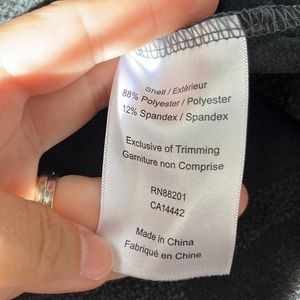 Shell / Extérieur
88% Polyester / Polyester
12% Spandex / Spandex
Exclusive of Trimming
Garniture non Comprise
RN88201
CA14442
Made in China
Fabriqué en Chine